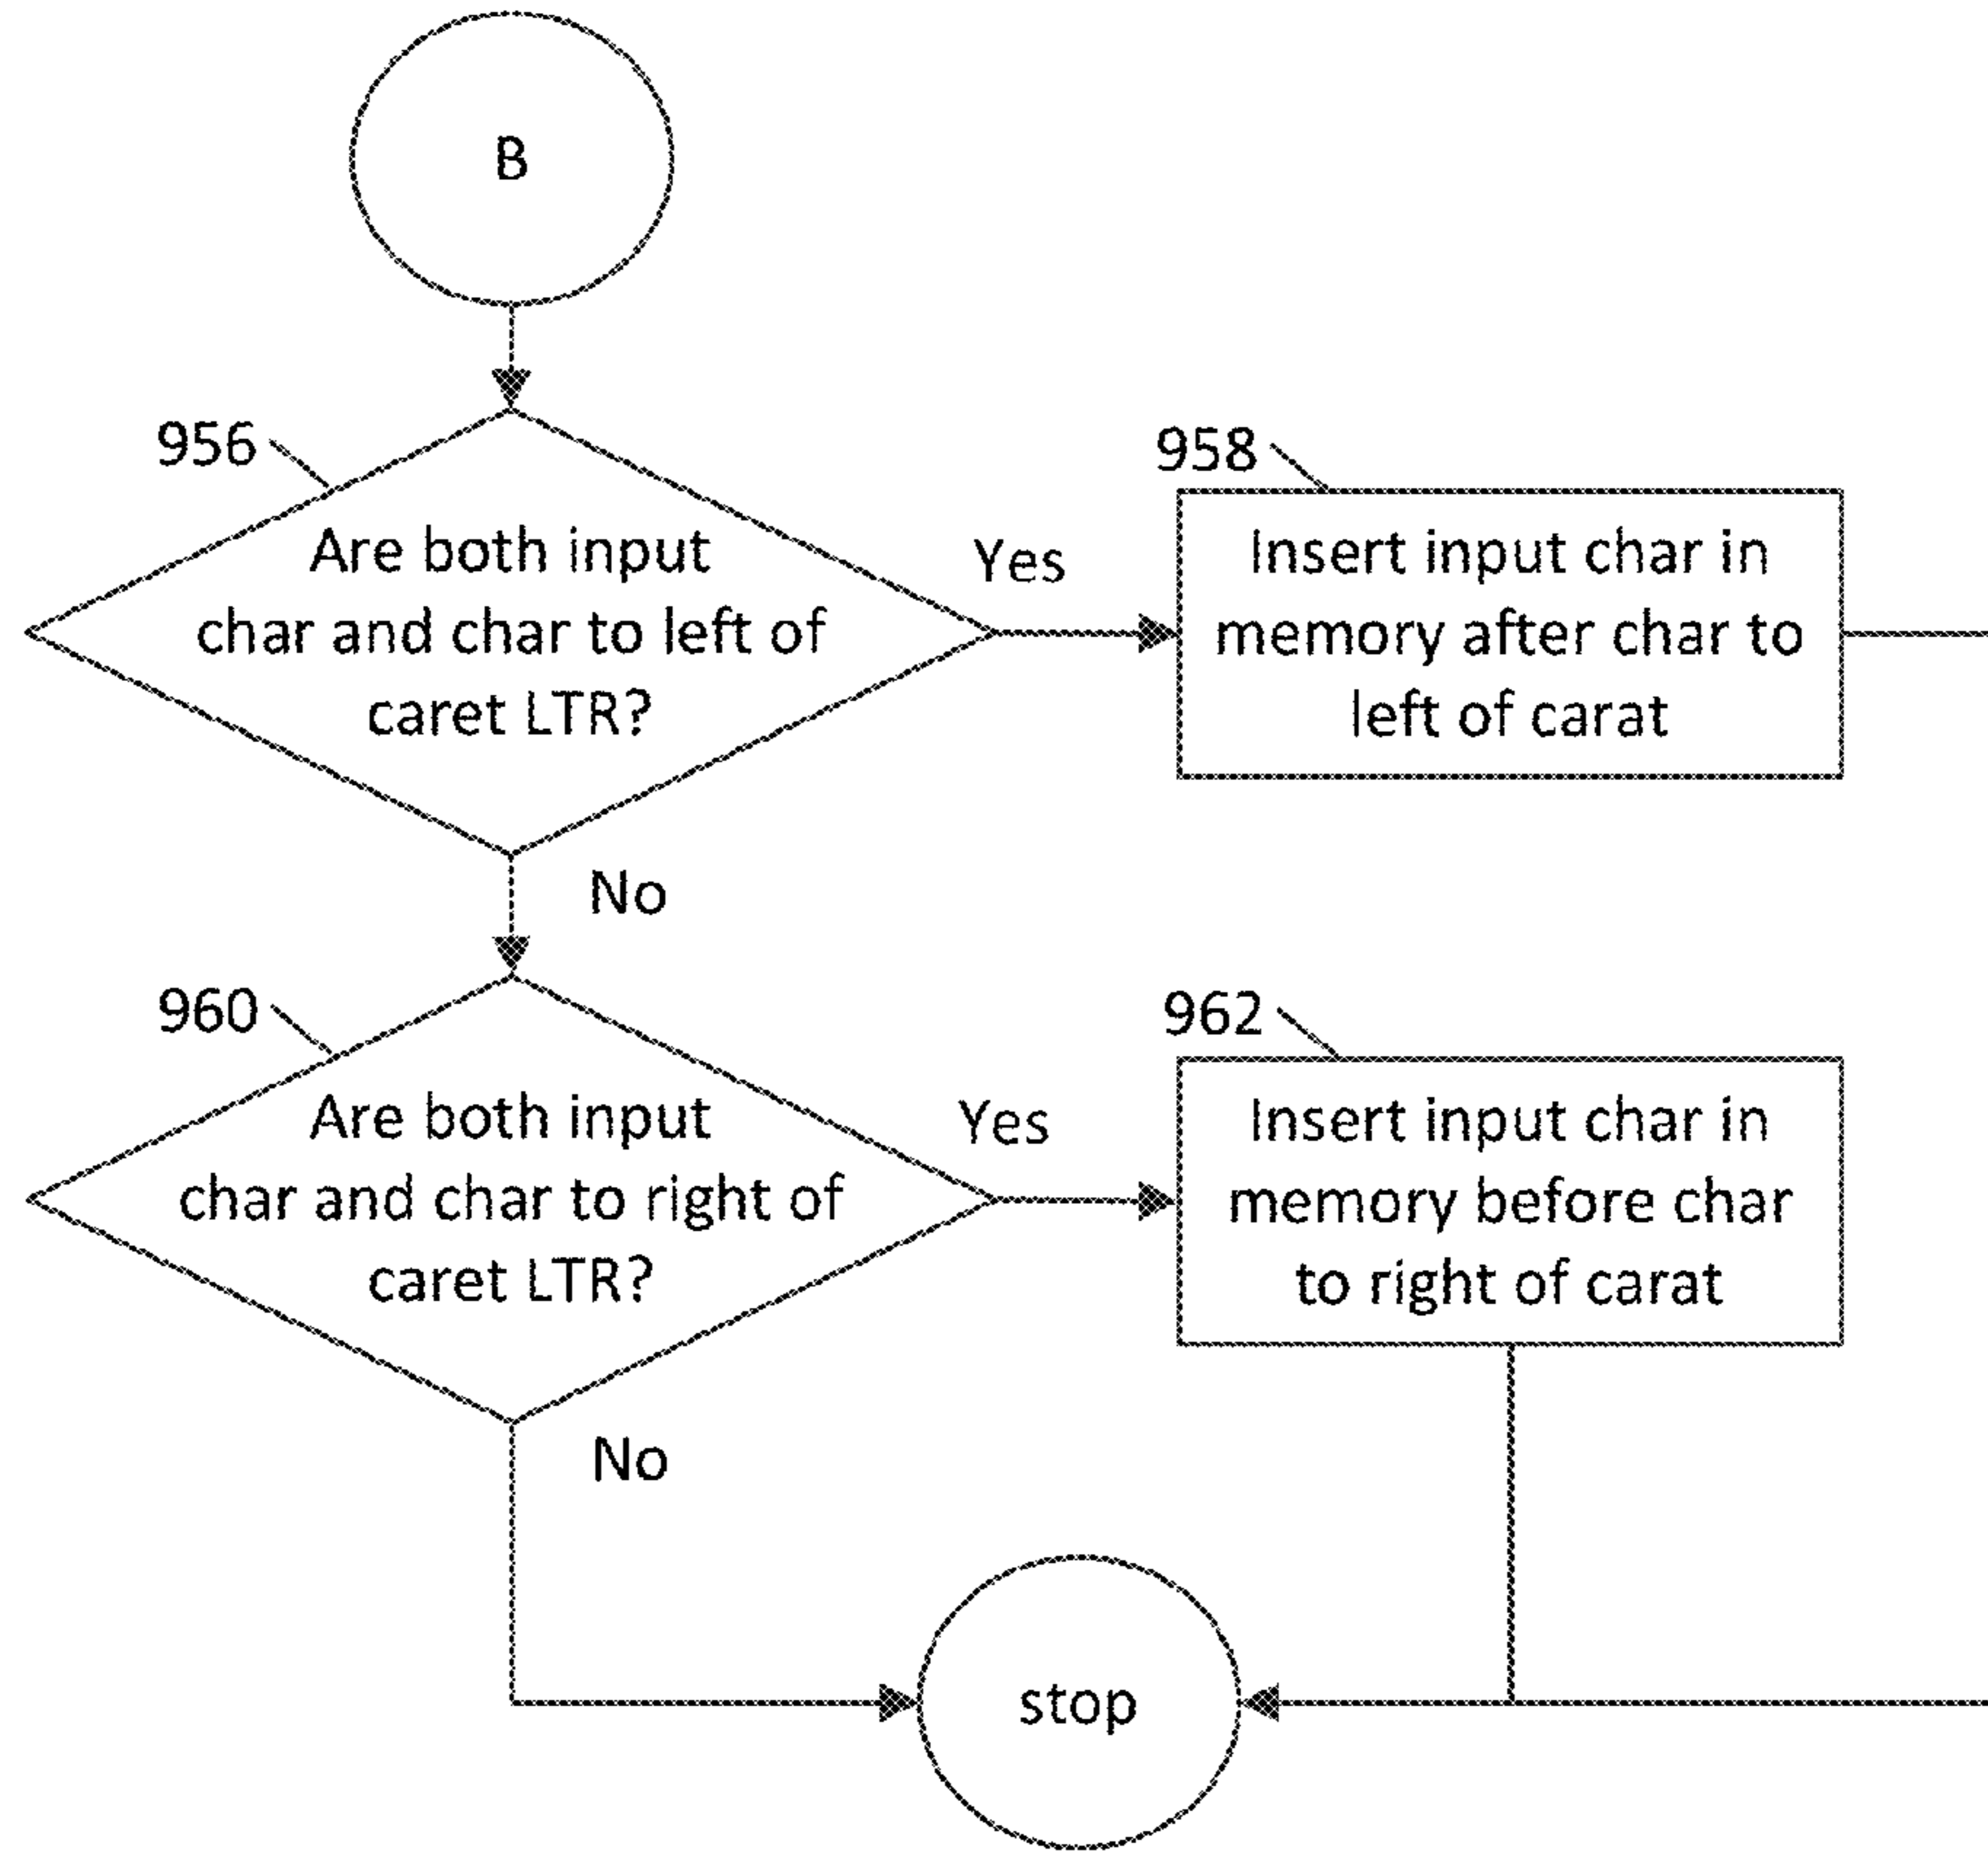 B
956
Are both input
char and char to left of
caret LTR?
Yes
958
Insert input char in
memory after char to
left of carat
No
960
Are both input
char and char to right of
caret LTR?
Yes
962
Insert input char in
memory before char
to right of carat
No
stop